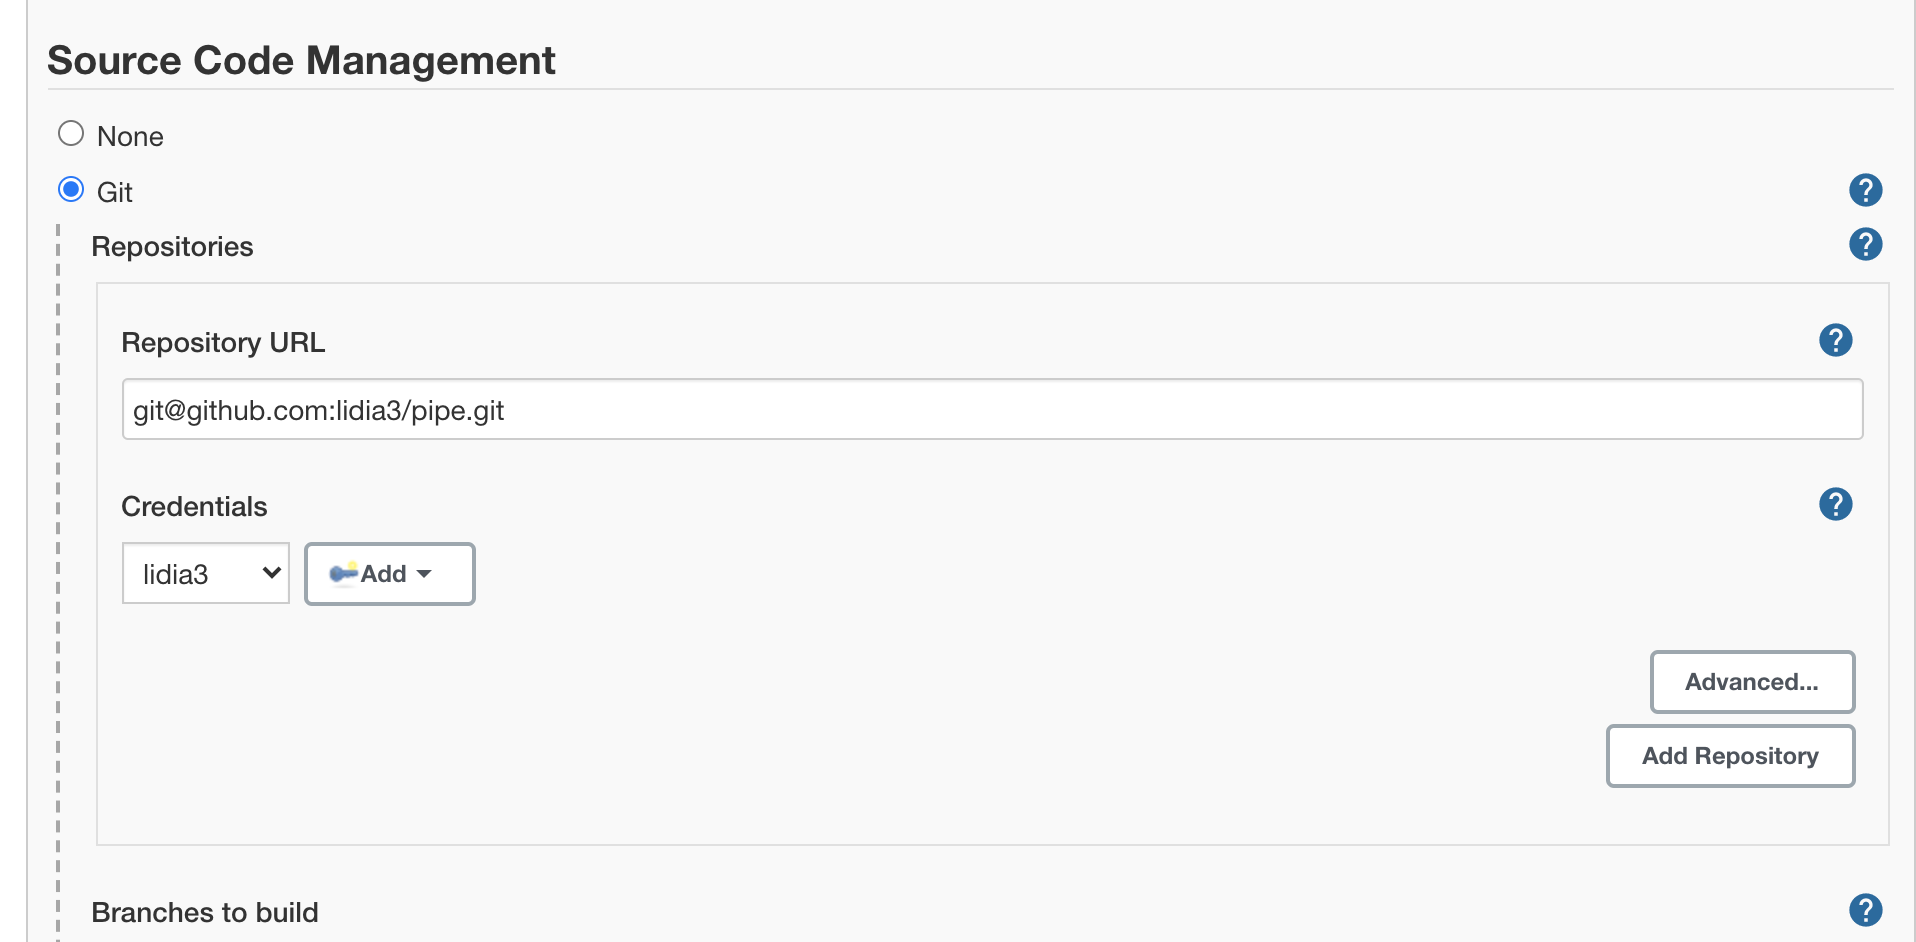 Source Code Management
None
Git
?
Repositories
?
Repository URL
?
git@github.com:lidia3/pipe.git
Credentials
?
lidia3
Add
Advanced...
Add Repository
Branches to build
?